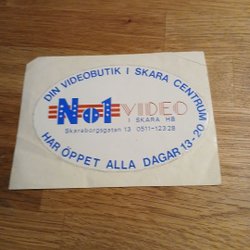 DIN VIDEOBUTIK I SKARA CENTRUM
No1 VIDEO
I SKARA HB
Skaraborgsgatan 13 0511-123 28
HAR ÖPPET ALLA DAGAR 13-20